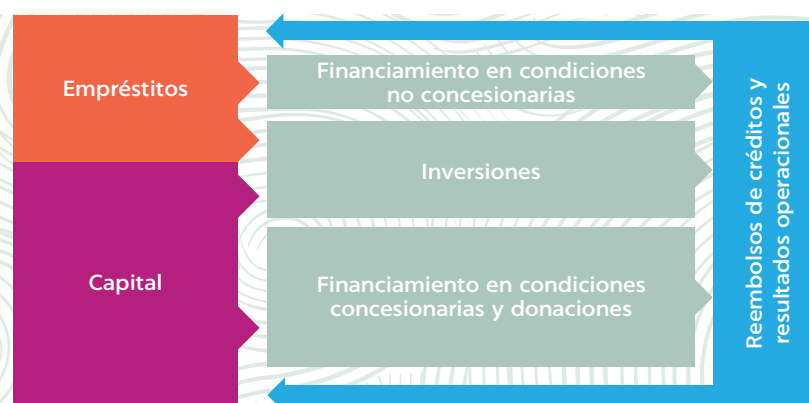 Empréstitos
Capital
Financiamiento en condiciones
no concesionarias
Inversiones
Financiamiento en condiciones
concesionarias y donaciones
Reembolsos de créditos y
resultados operacionales